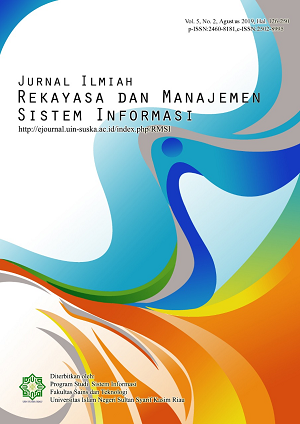 Vol. 5, No. 2, Agustus 2019, Hal. 126-250
p-ISSN:2460-8181, e-ISSN:2502-8995
JURNAL ILMIAH
REKAYASA DAN MANAJEMEN
SISTEM INFORMASI
http://ejournal.uin-suska.ac.id/index.php/RMSI
Diterbitkan oleh:
Program Studi Sistem Informasi
Fakultas Sains dan Teknologi
Universitas Islam Negeri Sultan Syarif Kasim Riau